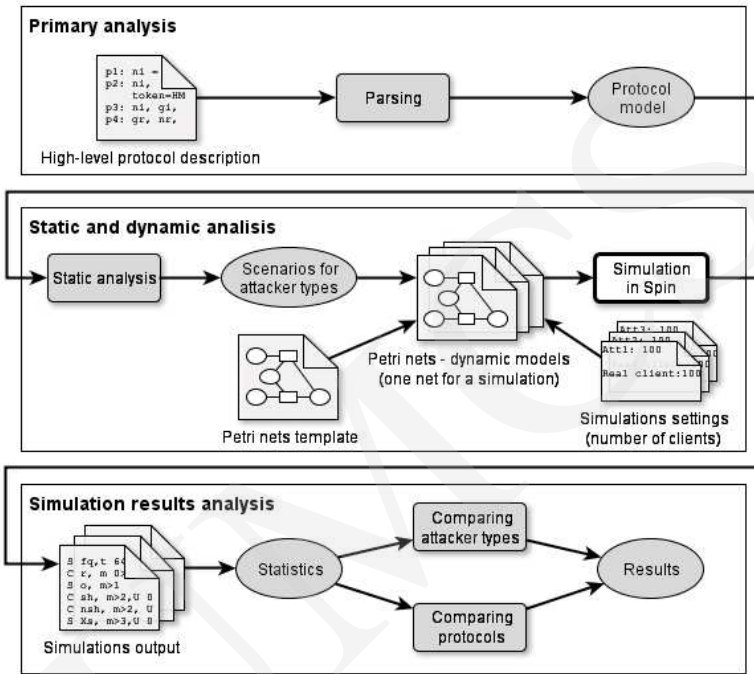 Primary analysis
p1: ni =
p2: ni,
token=HM
p3: ni, gi,
p4: gr, nr,
High-level protocol description
Parsing
Protocol
model
Static and dynamic analisis
Static analysis
Scenarios for
attacker types
Petri nets template
Petri nets - dynamic models
(one net for a simulation)
Simulation
in Spin
Att3: 100
Att1: 100
Real client:100
Simulations settings
(number of clients)
Simulation results analysis
S fq,t 64
C r, m 0>
S o, m>1
C sh, m>2,U 0
C nsh, m>2, U
S Xs, m>3,U 0
Simulations output
Statistics
Comparing
attacker types
Comparing
protocols
Results